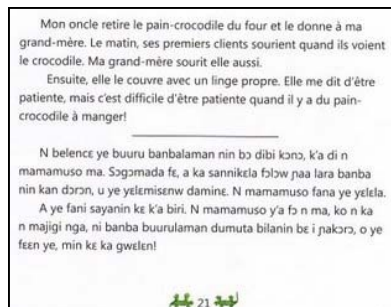 Mon oncle retire le pain-crocodile du four et le donne à ma
grand-mère. Le matin, ses premiers clients sourient quand ils voient
le crocodile. Ma grand-mère sourit elle aussi.
Ensuite, elle le couvre avec un linge propre. Elle me dit d'être
patiente, mais c'est difficile d'être patiente quand il y a du pain-
crocodile à manger!
N belence ye buuru banbalaman nin bɔ dibi kɔnɔ, k'a di n
mamamuso ma. Sɔgɔmada fɛ, a ka sannikɛla fɔlɔw ɲaa lara banba
nin kan dɔrɔn, u ye yɛlɛmisɛnw daminɛ. N mamamuso fana ye yɛlɛla.
A ye fani sayanin kɛ k'a biri. N mamamuso y'a fɔ n ma, ko n ka
n majigi nga, ni banba buurulaman dumuta bilanin bɛ i ɲakɔrɔ, o ye
fɛɛn ye, min kɛ ka gwɛlɛn!
21